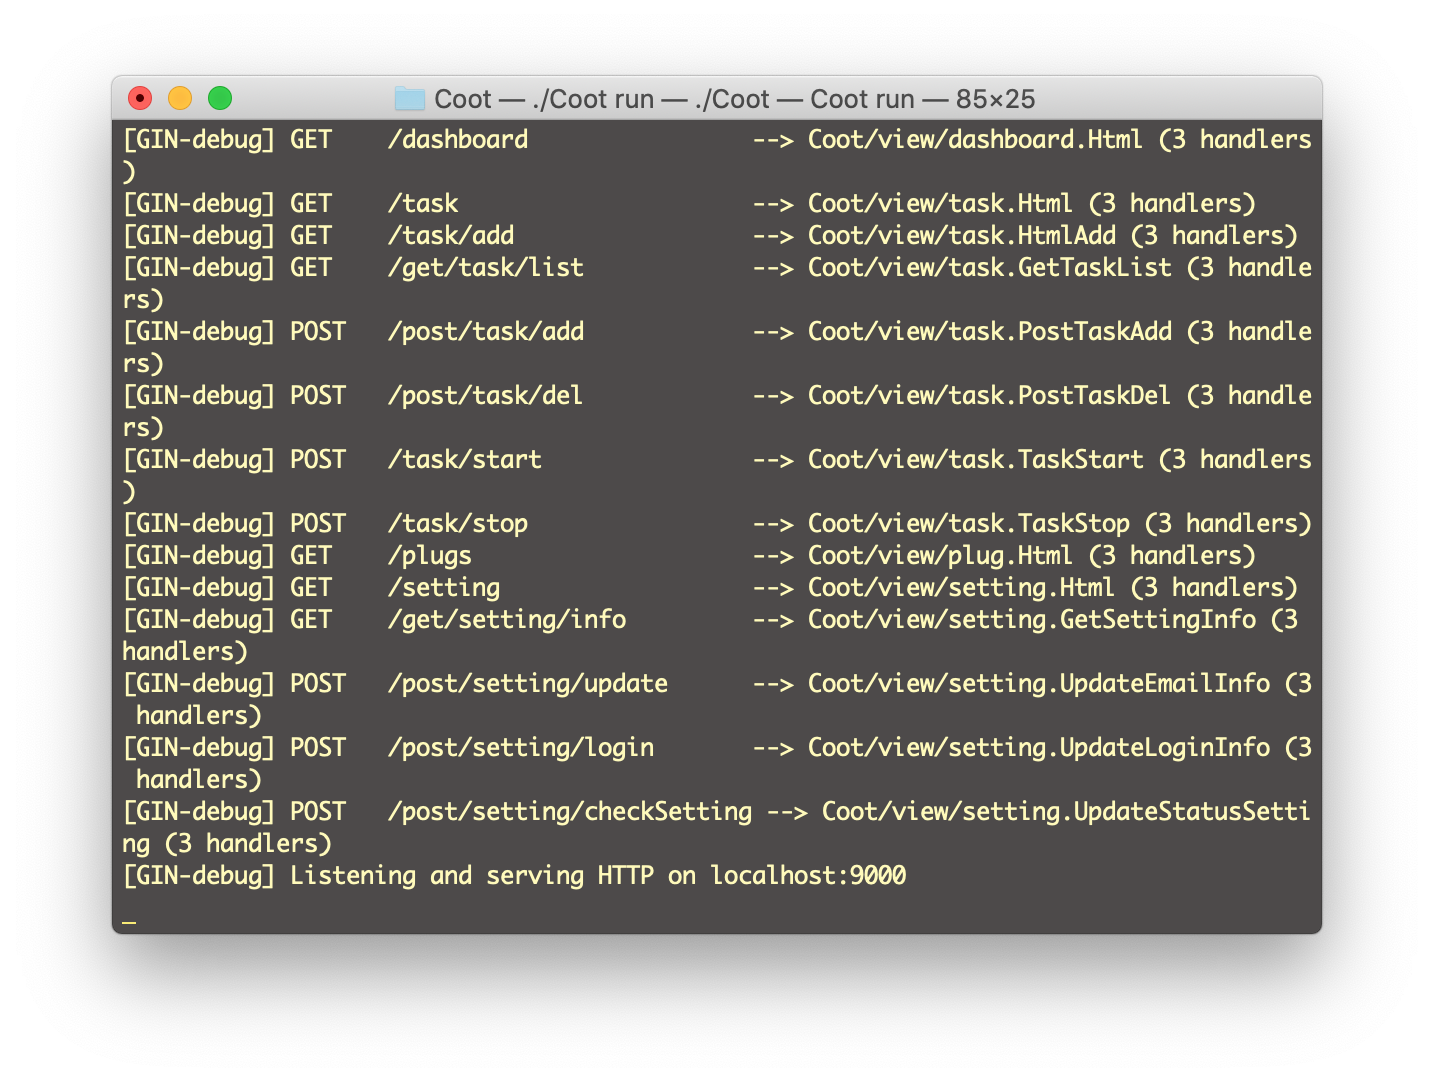 Coot — ./Coot run — ./Coot — Coot run — 85×25
[GIN-debug] GET    /dashboard                --> Coot/view/dashboard.Html (3 handlers
)
[GIN-debug] GET    /task                     --> Coot/view/task.Html (3 handlers)
[GIN-debug] GET    /task/add                 --> Coot/view/task.HtmlAdd (3 handlers)
[GIN-debug] GET    /get/task/list            --> Coot/view/task.GetTaskList (3 handle
rs)
[GIN-debug] POST   /post/task/add            --> Coot/view/task.PostTaskAdd (3 handle
rs)
[GIN-debug] POST   /post/task/del            --> Coot/view/task.PostTaskDel (3 handle
rs)
[GIN-debug] POST   /task/start               --> Coot/view/task.TaskStart (3 handlers
)
[GIN-debug] POST   /task/stop                --> Coot/view/task.TaskStop (3 handlers)
[GIN-debug] GET    /plugs                    --> Coot/view/plug.Html (3 handlers)
[GIN-debug] GET    /setting                  --> Coot/view/setting.Html (3 handlers)
[GIN-debug] GET    /get/setting/info         --> Coot/view/setting.GetSettingInfo (3
handlers)
[GIN-debug] POST   /post/setting/update      --> Coot/view/setting.UpdateEmailInfo (3
 handlers)
[GIN-debug] POST   /post/setting/login       --> Coot/view/setting.UpdateLoginInfo (3
 handlers)
[GIN-debug] POST   /post/setting/checkSetting --> Coot/view/setting.UpdateStatusSetti
ng (3 handlers)
[GIN-debug] Listening and serving HTTP on localhost:9000